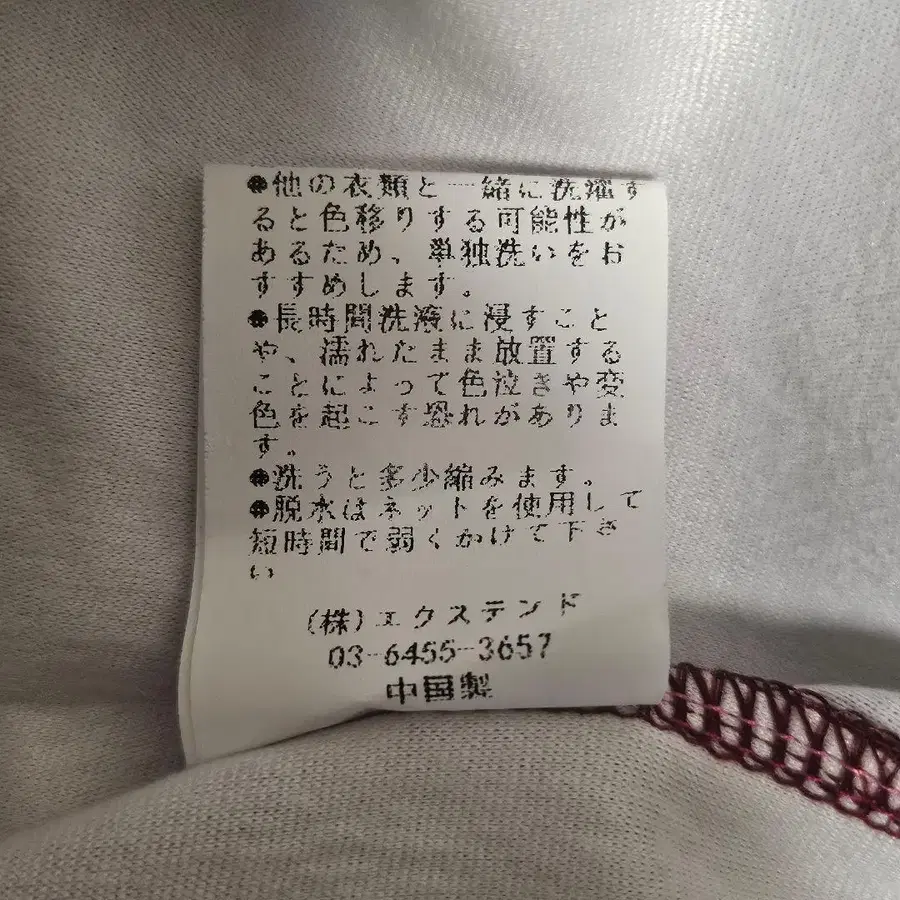 ●他の衣類と一緒に洗濯す
ると色移りする可能性が
あるため、単独洗いをお
すすめします。
●長時間洗液に浸すこと
や、濡れたまま放置する
ことによって色泣きや変
色を起こす恐れがありま
す。
●洗うと多少縮みます。
●脱水はネットを使用して
短時間で弱くかけて下さ
い
(株)エクステンド
03-6455-3657
中国製